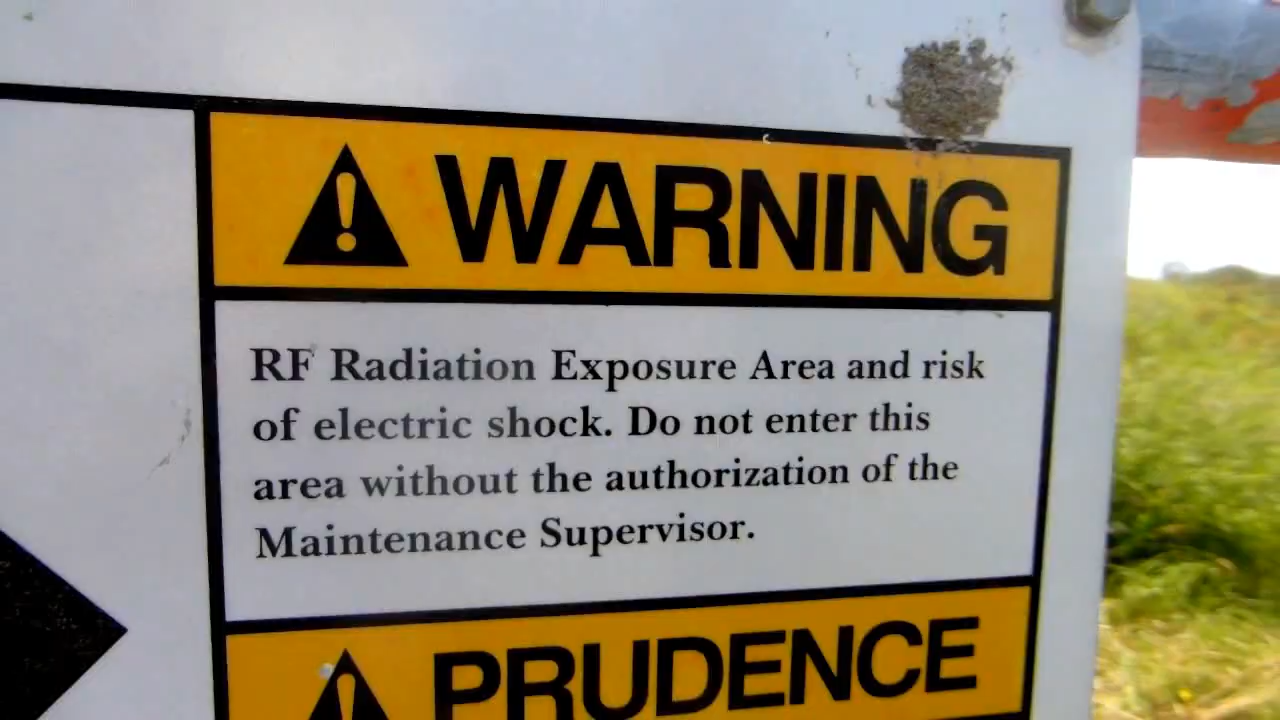 WARNING
RF Radiation Exposure Area and risk
of electric shock. Do not enter this
area without the authorization of the
Maintenance Supervisor.
PRUDENCE